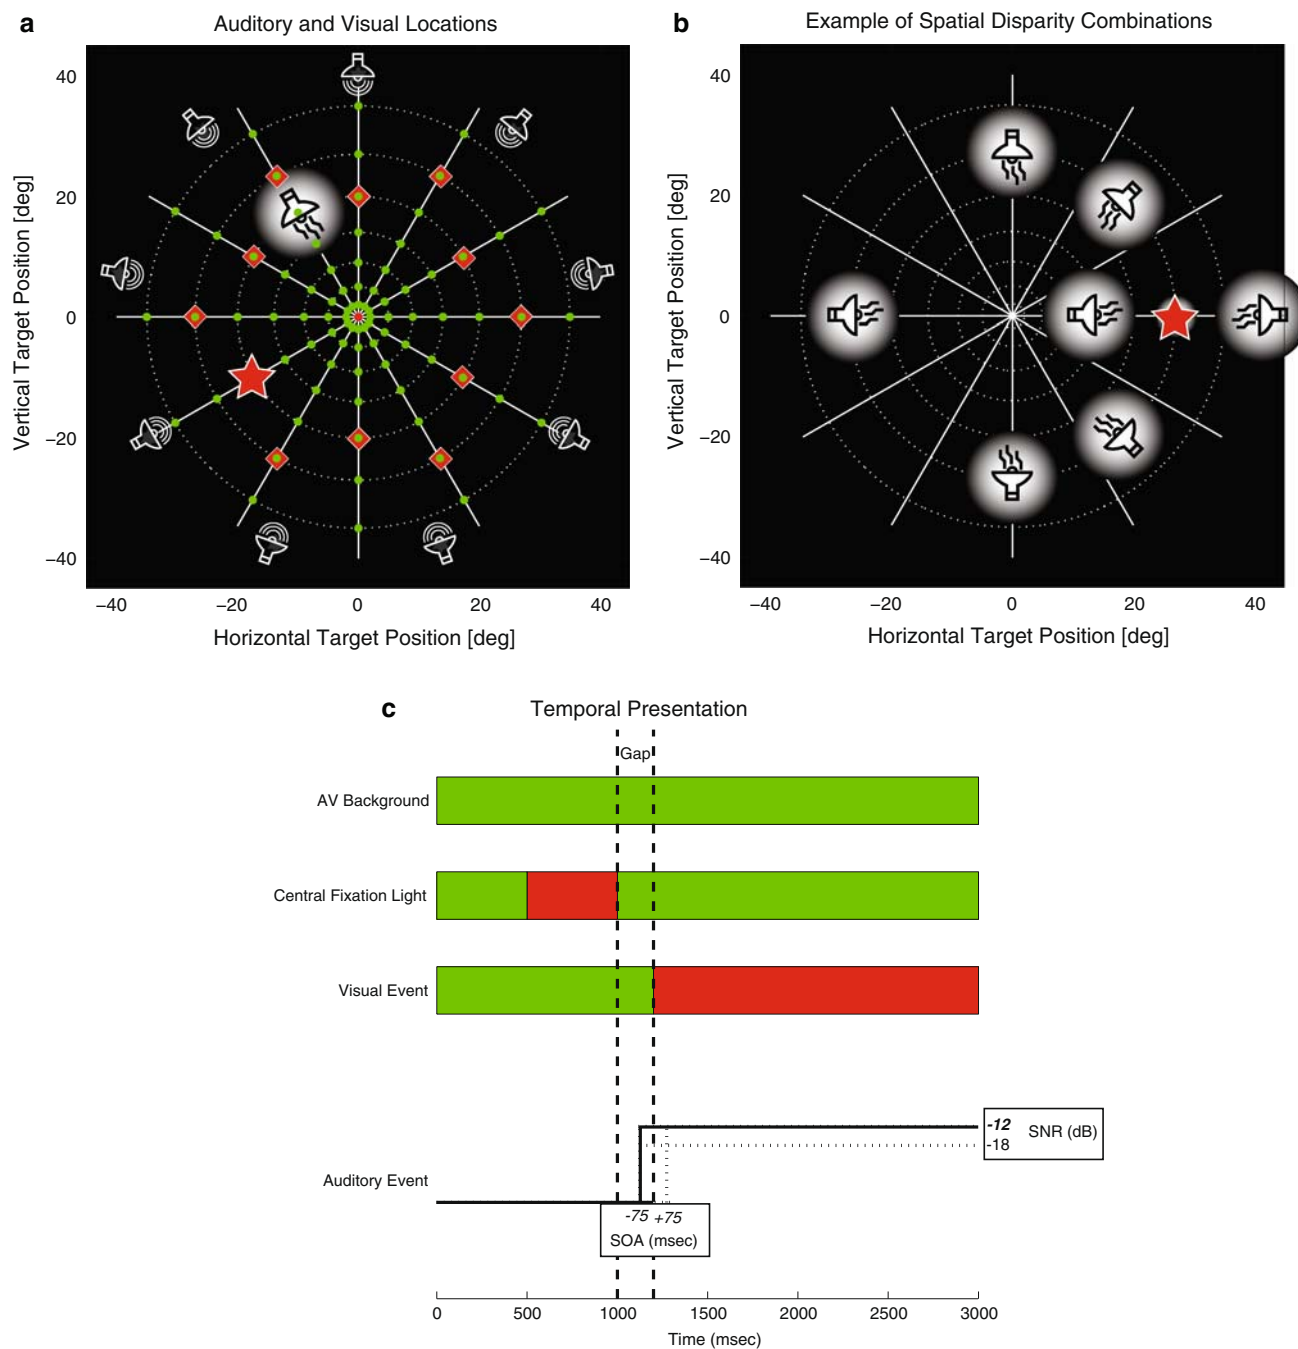 a
Auditory and Visual Locations
40
20
0
−20
−40
Vertical Target Position [deg]
−40 −20 0 20 40
Horizontal Target Position [deg]
b
Example of Spatial Disparity Combinations
40
20
0
−20
−40
Vertical Target Position [deg]
−40 −20 0 20 40
Horizontal Target Position [deg]
c
Temporal Presentation
Gap
AV Background
Central Fixation Light
Visual Event
Auditory Event
-12 SNR (dB)
-18
-75 +75
SOA (msec)
0 500 1000 1500 2000 2500 3000
Time (msec)